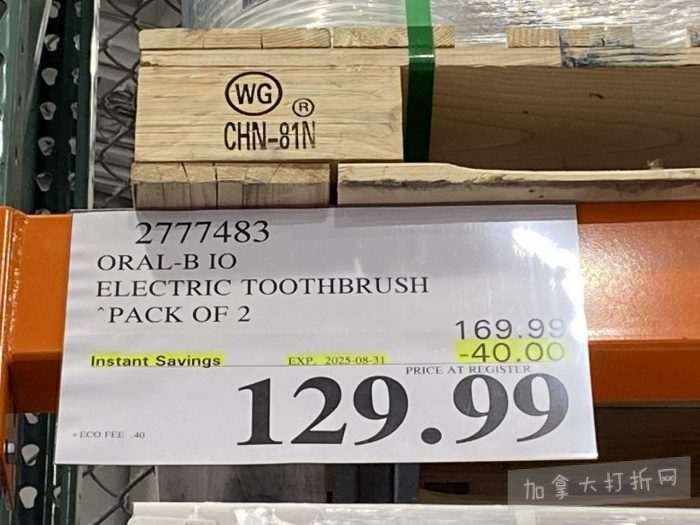 WG
®
CHN-81N
2777483
ORAL-B IO
ELECTRIC TOOTHBRUSH
^PACK OF 2
169.99
Instant Savings EXP. 2025-08-31 -40.00
PRICE AT REGISTER
129.99
+ECO FEE .40
加拿大打折网